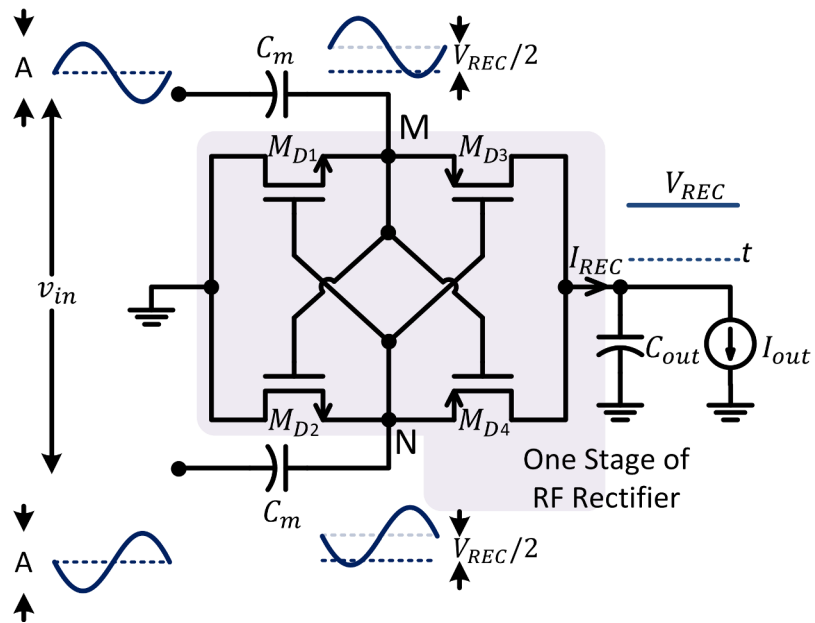 A
C_m
V_REC/2
M
M_D1
M_D3
V_REC
v_in
I_REC
t
C_out
I_out
M_D2
M_D4
N
One Stage of
RF Rectifier
C_m
A
V_REC/2